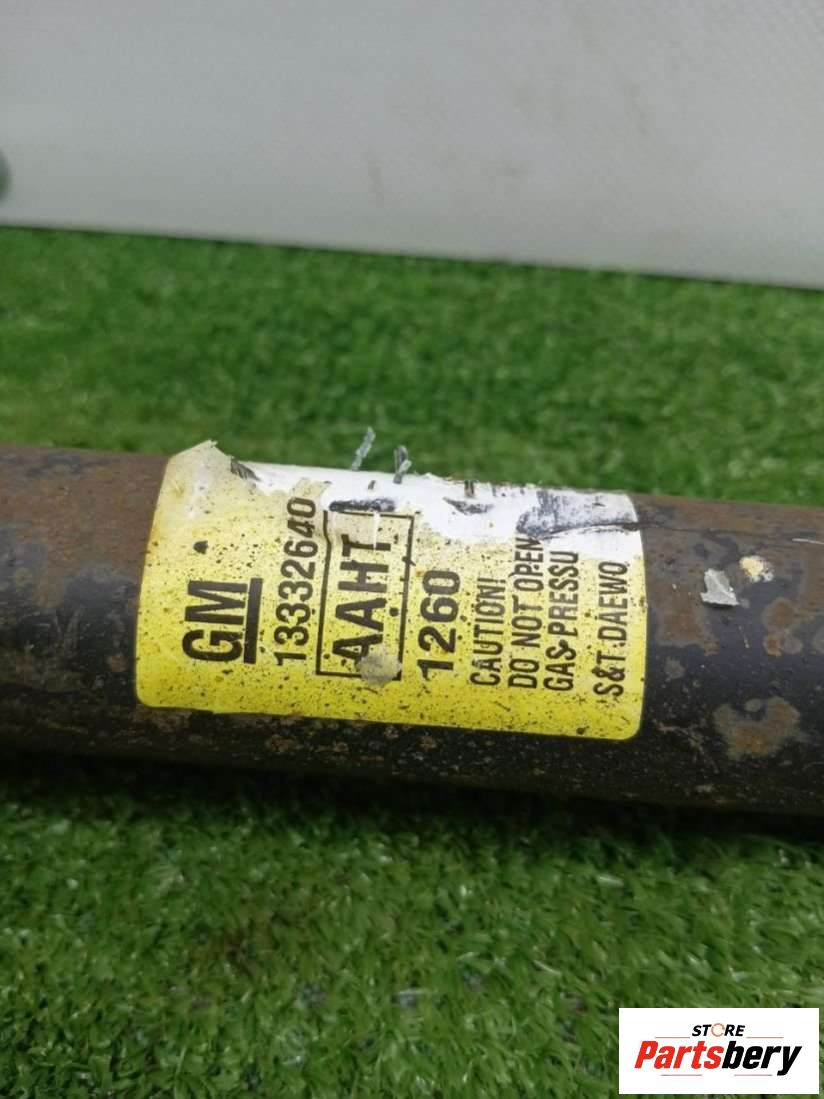 GM
13332640
AAHT
1260
CAUTION!
DO NOT OPEN
GAS-PRESSU
S&T.DAEWO
STORE
Partsbery